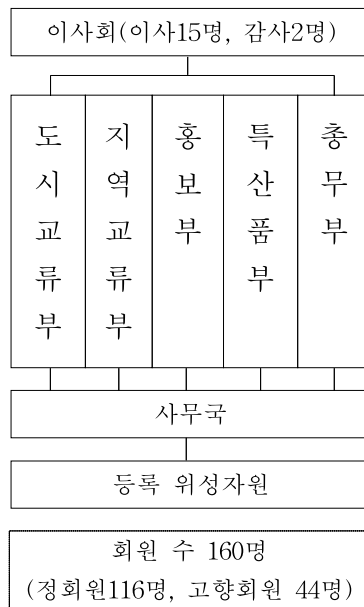 이사회(이사15명, 감사2명)
도시교류부
지역교류부
홍보부
특산품부
총무부
사무국
등록 위성자원
회원 수 160명
(정회원116명, 고향회원 44명)